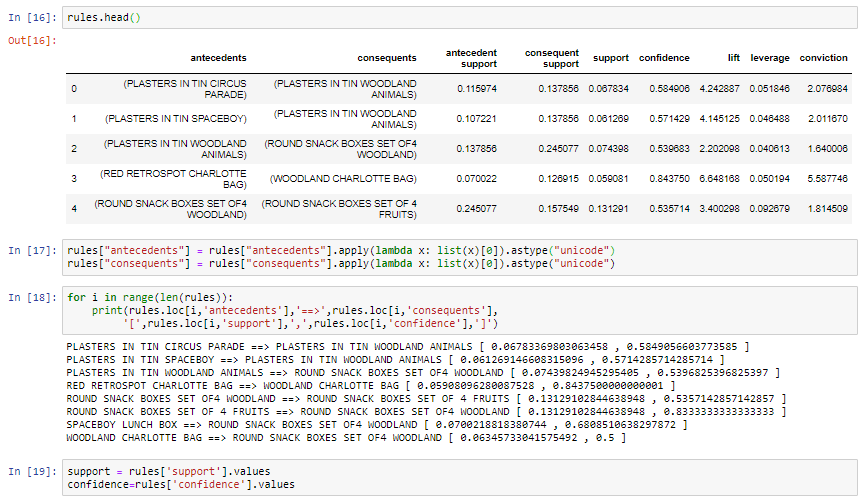 In [16]: rules.head()
Out[16]:
antecedents consequents antecedent support consequent support support confidence lift leverage conviction
0 (PLASTERS IN TIN CIRCUS PARADE) (PLASTERS IN TIN WOODLAND ANIMALS) 0.115974 0.137856 0.067834 0.584906 4.242887 0.051846 2.076984
1 (PLASTERS IN TIN SPACEBOY) (PLASTERS IN TIN WOODLAND ANIMALS) 0.107221 0.137856 0.061269 0.571429 4.145125 0.046488 2.011670
2 (PLASTERS IN TIN WOODLAND ANIMALS) (ROUND SNACK BOXES SET OF4 WOODLAND) 0.137856 0.245077 0.074398 0.539683 2.202098 0.040613 1.640006
3 (RED RETROSPOT CHARLOTTE BAG) (WOODLAND CHARLOTTE BAG) 0.070022 0.126915 0.059081 0.843750 6.648168 0.050194 5.587746
4 (ROUND SNACK BOXES SET OF4 WOODLAND) (ROUND SNACK BOXES SET OF 4 FRUITS) 0.245077 0.157549 0.131291 0.535714 3.400298 0.092679 1.814509
In [17]: rules["antecedents"] = rules["antecedents"].apply(lambda x: list(x)[0]).astype("unicode")
rules["consequents"] = rules["consequents"].apply(lambda x: list(x)[0]).astype("unicode")
In [18]: for i in range(len(rules)):
print(rules.loc[i,'antecedents'],'==>',rules.loc[i,'consequents'],
'[',rules.loc[i,'support'],',',rules.loc[i,'confidence'],']')
PLASTERS IN TIN CIRCUS PARADE ==> PLASTERS IN TIN WOODLAND ANIMALS [ 0.06783369803063458 , 0.5849056603773585 ]
PLASTERS IN TIN SPACEBOY ==> PLASTERS IN TIN WOODLAND ANIMALS [ 0.061269146608315096 , 0.5714285714285714 ]
PLASTERS IN TIN WOODLAND ANIMALS ==> ROUND SNACK BOXES SET OF4 WOODLAND [ 0.07439824945295405 , 0.5396825396825397 ]
RED RETROSPOT CHARLOTTE BAG ==> WOODLAND CHARLOTTE BAG [ 0.05908096280087528 , 0.8437500000000001 ]
ROUND SNACK BOXES SET OF4 WOODLAND ==> ROUND SNACK BOXES SET OF 4 FRUITS [ 0.13129102844638948 , 0.5357142857142857 ]
ROUND SNACK BOXES SET OF 4 FRUITS ==> ROUND SNACK BOXES SET OF4 WOODLAND [ 0.13129102844638948 , 0.8333333333333333 ]
SPACEBOY LUNCH BOX ==> ROUND SNACK BOXES SET OF4 WOODLAND [ 0.0700218818380744 , 0.6808510638297872 ]
WOODLAND CHARLOTTE BAG ==> ROUND SNACK BOXES SET OF4 WOODLAND [ 0.06345733041575492 , 0.5 ]
In [19]: support = rules['support'].values
confidence=rules['confidence'].values